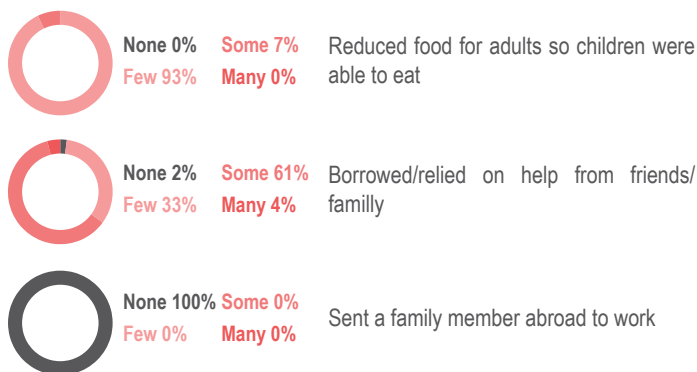 None 0% Some 7%
Few 93% Many 0%
Reduced food for adults so children were
able to eat
None 2% Some 61%
Few 33% Many 4%
Borrowed/relied on help from friends/
familly
None 100% Some 0%
Few 0% Many 0%
Sent a family member abroad to work